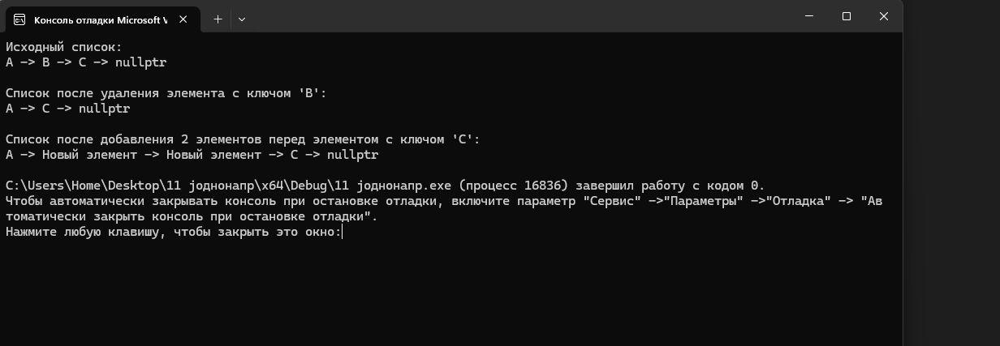 Консоль отладки Microsoft V
Исходный список:
A -> B -> C -> nullptr
Список после удаления элемента с ключом 'B':
A -> C -> nullptr
Список после добавления 2 элементов перед элементом с ключом 'C':
A -> Новый элемент -> Новый элемент -> C -> nullptr
C:\Users\Home\Desktop\11 jоднонапр\x64\Debug\11 jоднонапр.exe (процесс 16836) завершил работу с кодом 0.
Чтобы автоматически закрывать консоль при остановке отладки, включите параметр "Сервис" ->"Параметры" ->"Отладка" -> "Ав
томатически закрыть консоль при остановке отладки".
Нажмите любую клавишу, чтобы закрыть это окно: